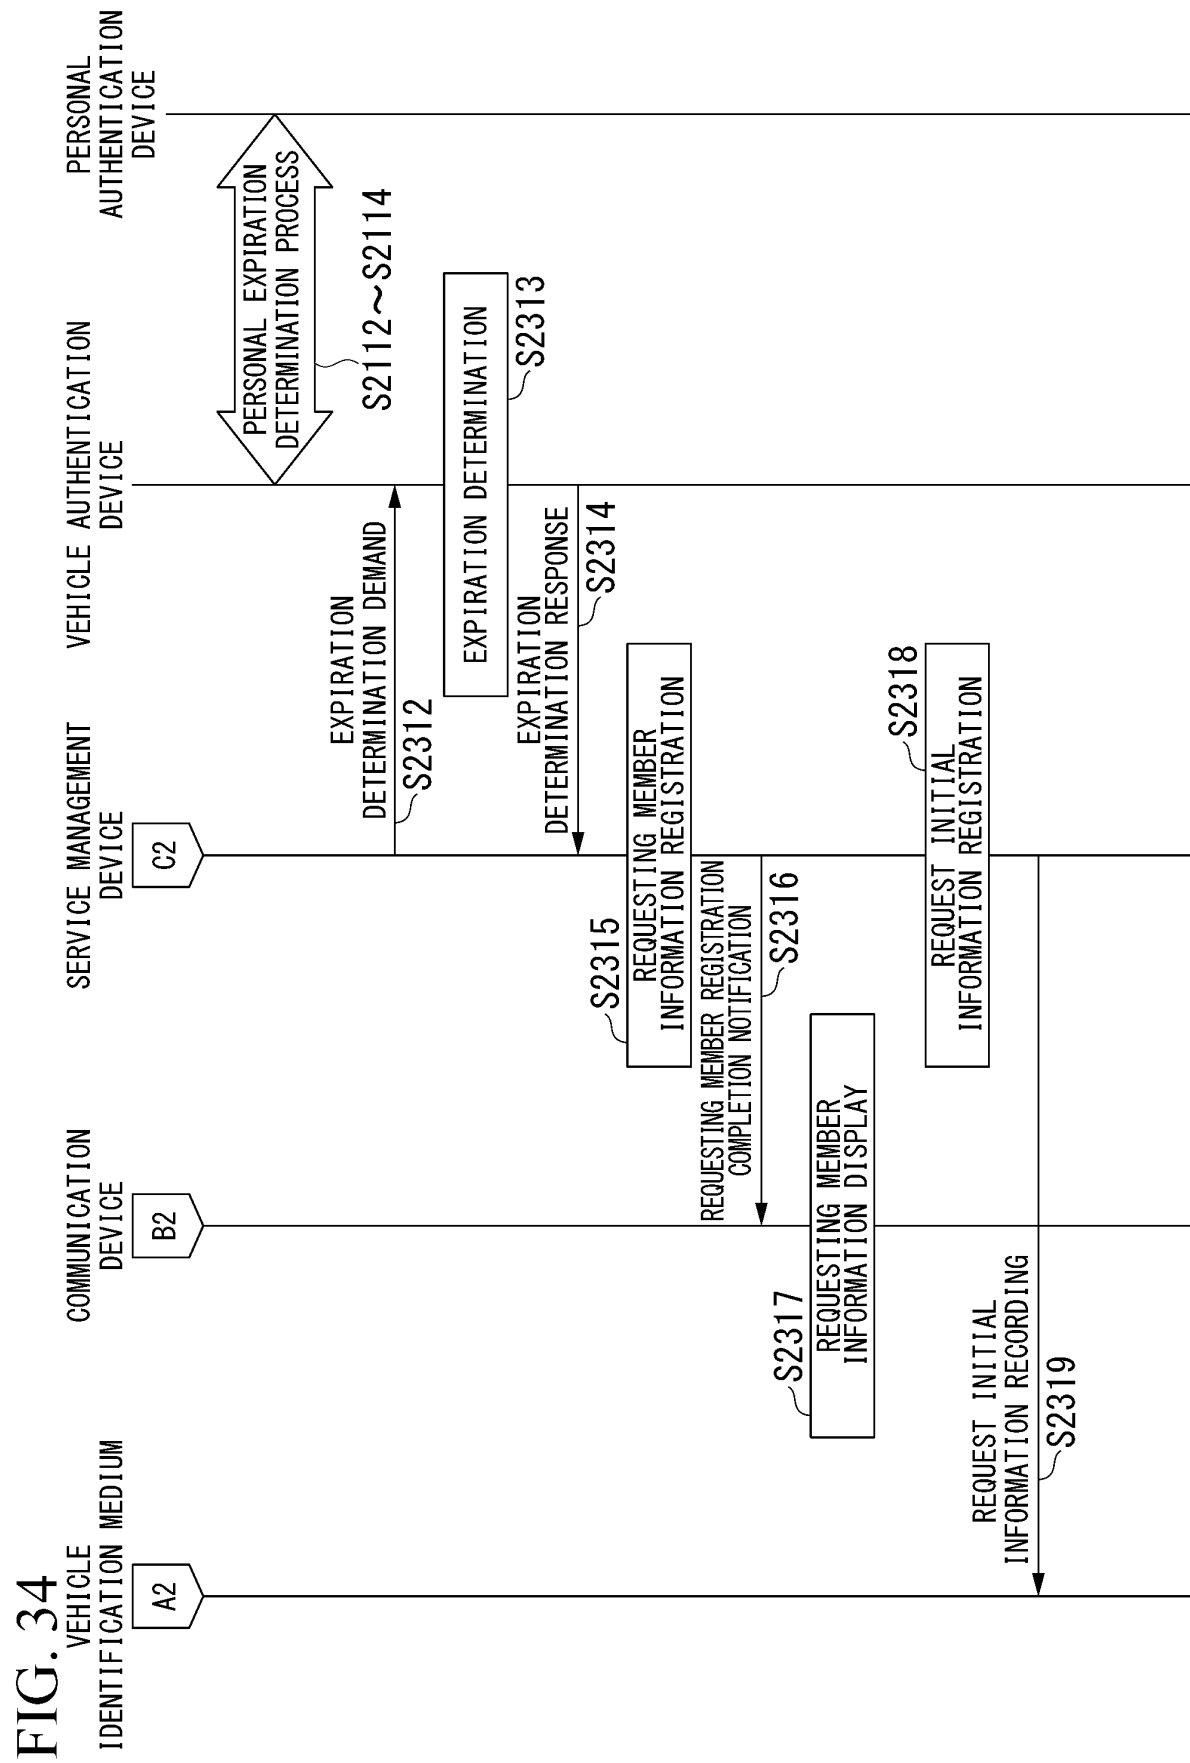 FIG. 34
VEHICLE
IDENTIFICATION MEDIUM
COMMUNICATION
DEVICE
SERVICE MANAGEMENT
DEVICE
VEHICLE AUTHENTICATION
DEVICE
PERSONAL
AUTHENTICATION
DEVICE
A2
B2
C2
PERSONAL EXPIRATION
DETERMINATION PROCESS
S2112~S2114
EXPIRATION
DETERMINATION DEMAND
S2312
EXPIRATION DETERMINATION
S2313
EXPIRATION
DETERMINATION RESPONSE
S2314
S2315
REQUESTING MEMBER
INFORMATION REGISTRATION
REQUESTING MEMBER REGISTRATION
COMPLETION NOTIFICATION
S2316
S2317
REQUESTING MEMBER
INFORMATION DISPLAY
S2318
REQUEST INITIAL
INFORMATION REGISTRATION
REQUEST INITIAL
INFORMATION RECORDING
S2319